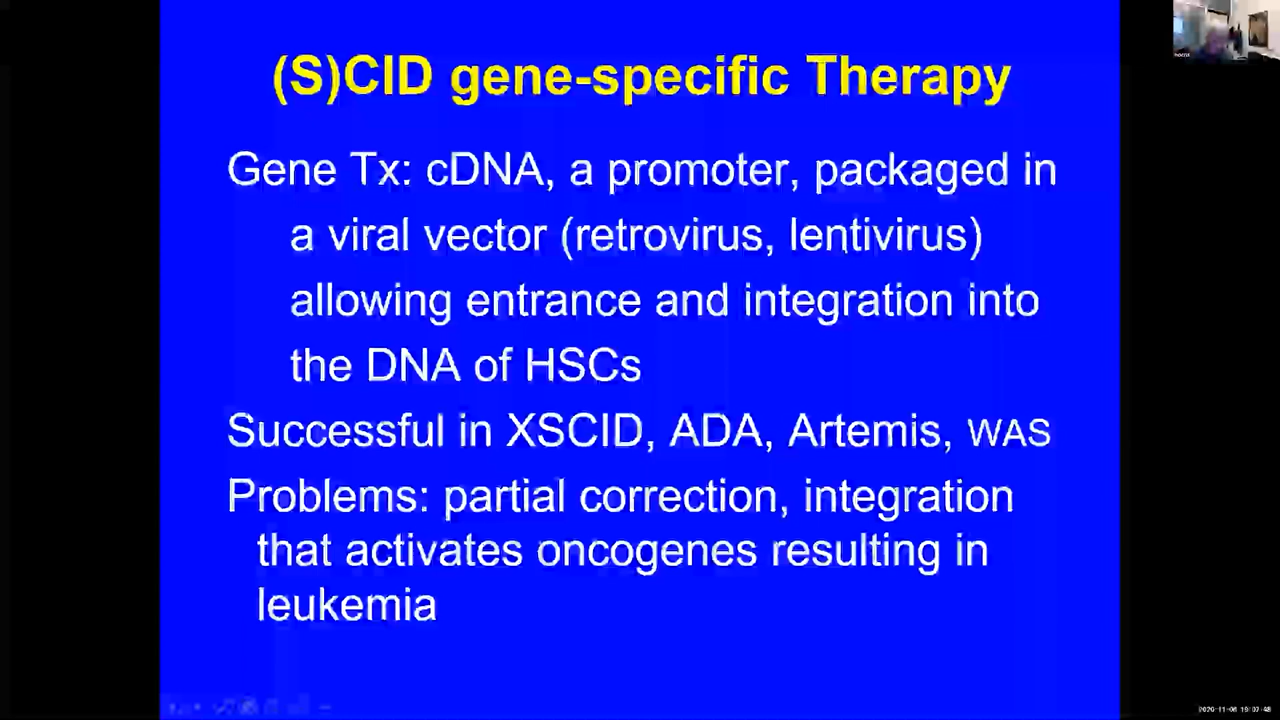 (S)CID gene-specific Therapy
Gene Tx: cDNA, a promoter, packaged in
a viral vector (retrovirus, lentivirus)
allowing entrance and integration into
the DNA of HSCs
Successful in XSCID, ADA, Artemis, WAS
Problems: partial correction, integration
that activates oncogenes resulting in
leukemia